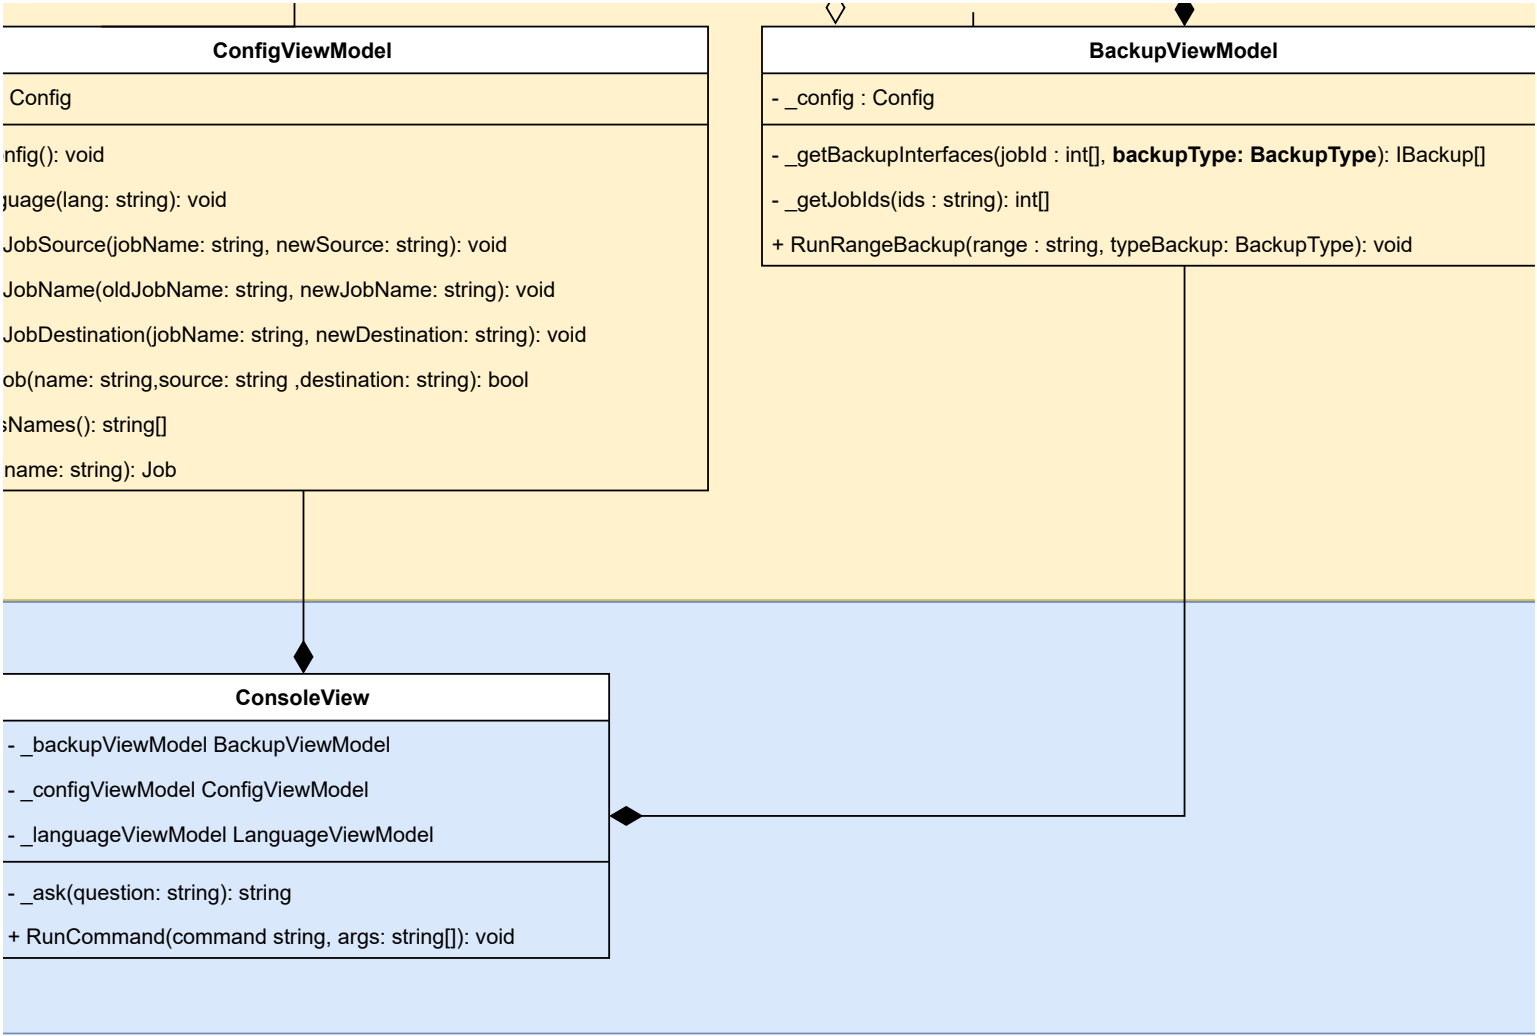 ConfigViewModel
Config
nfig(): void
guage(lang: string): void
JobSource(jobName: string, newSource: string): void
JobName(oldJobName: string, newJobName: string): void
JobDestination(jobName: string, newDestination: string): void
ob(name: string,source: string ,destination: string): bool
sNames(): string[]
name: string): Job
BackupViewModel
- _config : Config
- _getBackupInterfaces(jobId : int[], backupType: BackupType): IBackup[]
- _getJobIds(ids : string): int[]
+ RunRangeBackup(range : string, typeBackup: BackupType): void
ConsoleView
- _backupViewModel BackupViewModel
- _configViewModel ConfigViewModel
- _languageViewModel LanguageViewModel
- _ask(question: string): string
+ RunCommand(command string, args: string[]): void